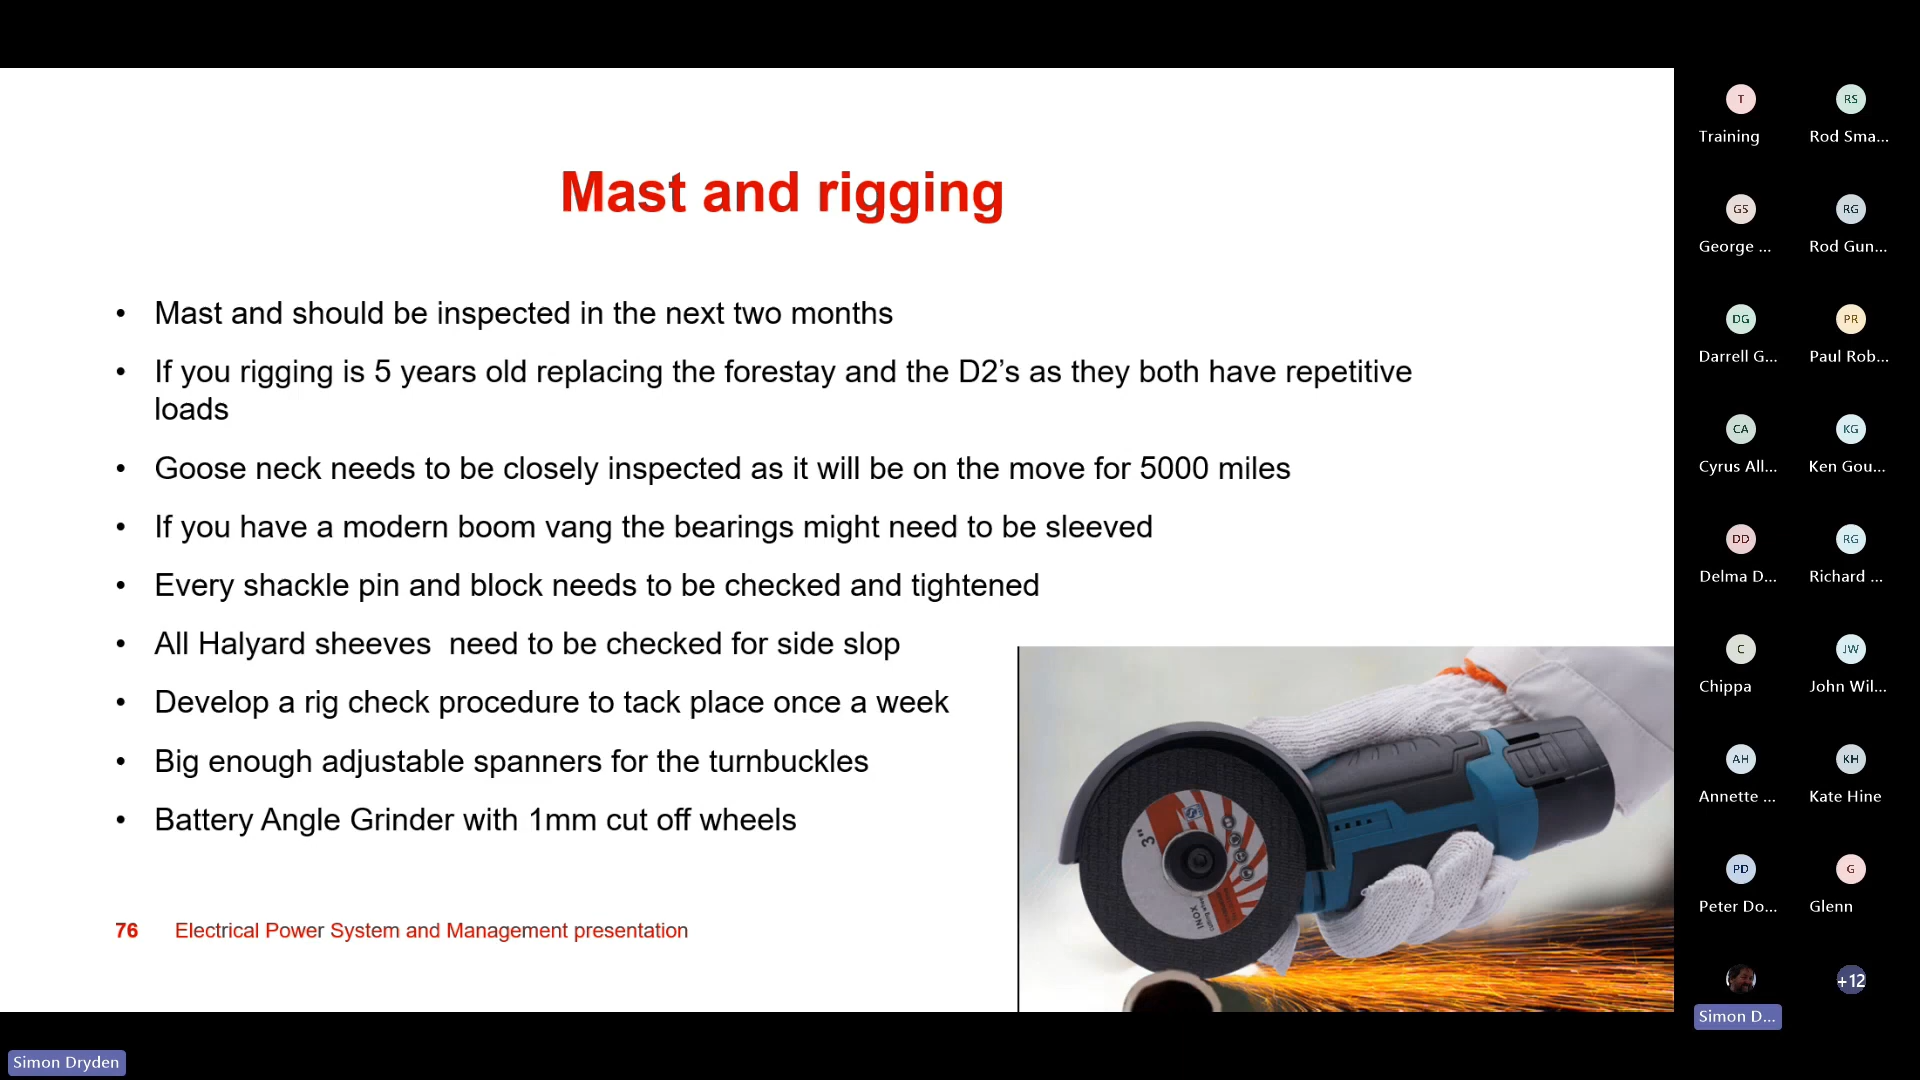 Mast and rigging
• Mast and should be inspected in the next two months
• If you rigging is 5 years old replacing the forestay and the D2’s as they both have repetitive
loads
• Goose neck needs to be closely inspected as it will be on the move for 5000 miles
• If you have a modern boom vang the bearings might need to be sleeved
• Every shackle pin and block needs to be checked and tightened
• All Halyard sheeves  need to be checked for side slop
• Develop a rig check procedure to tack place once a week
• Big enough adjustable spanners for the turnbuckles
• Battery Angle Grinder with 1mm cut off wheels
3"
INOX
76 Electrical Power System and Management presentation
T RS
Training Rod Sma...
GS RG
George ... Rod Gun...
DG PR
Darrell G... Paul Rob...
CA KG
Cyrus All... Ken Gou...
DD RG
Delma D... Richard ...
C JW
Chippa John Wil...
AH KH
Annette ... Kate Hine
PD G
Peter Do... Glenn
+12
Simon D...
Simon Dryden